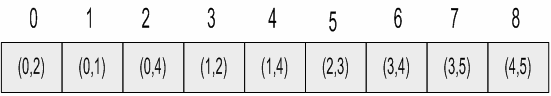 0 1 2 3 4 5 6 7 8
(0,2) (0,1) (0,4) (1,2) (1,4) (2,3) (3,4) (3,5) (4,5)